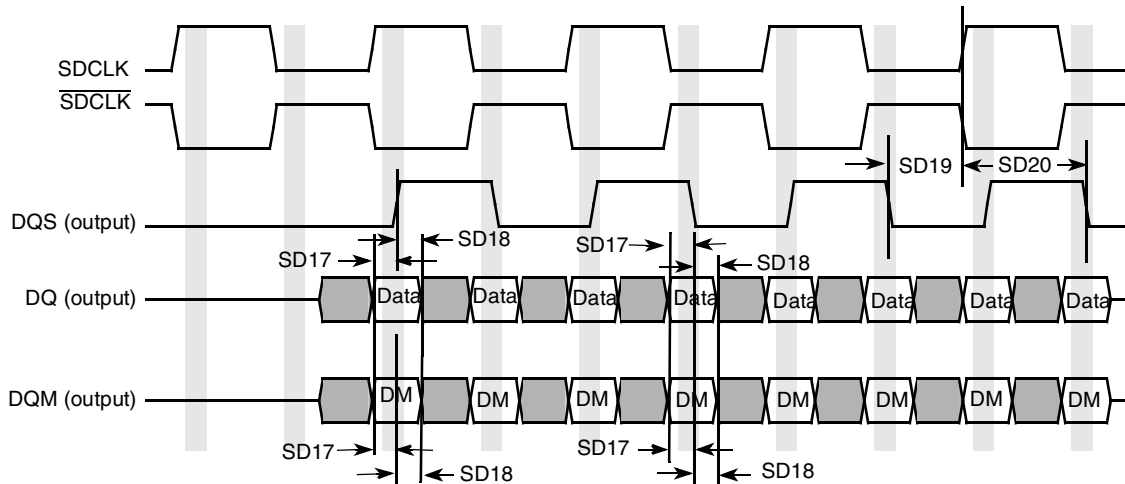 SDCLK
SDCLK
SD19 SD20
DQS (output)
SD18 SD17
SD17 SD18
DQ (output) Data Data Data Data Data Data Data Data
DQM (output) DM DM DM DM DM DM DM DM
SD17 SD17
SD18 SD18